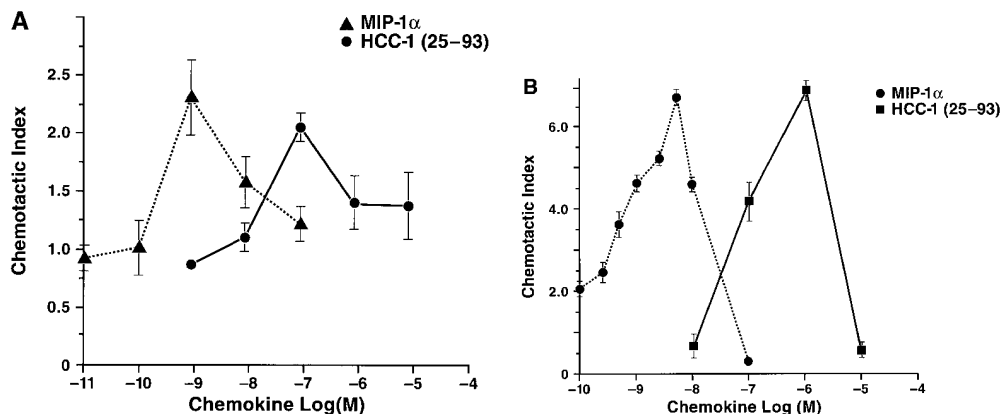 A
▲ MIP-1α
● HCC-1 (25–93)
Chemotactic Index
2.5
2.0
1.5
1.0
0.5
0
−11 −10 −9 −8 −7 −6 −5 −4
Chemokine Log(M)
B
● MIP-1α
■ HCC-1 (25–93)
Chemotactic Index
6.0
4.0
2.0
0
−10 −9 −8 −7 −6 −5 −4
Chemokine Log(M)